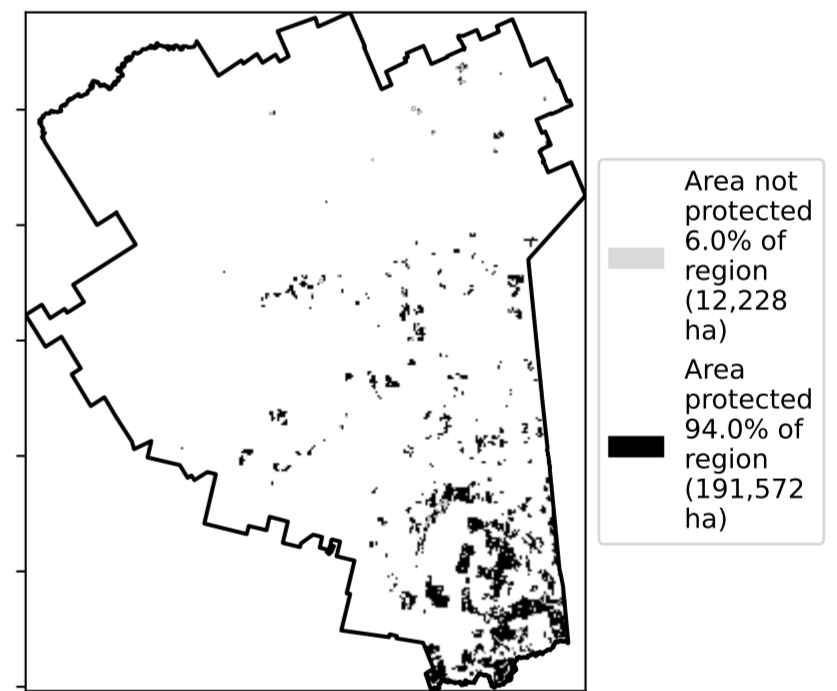 Area not
protected
6.0% of
region
(12,228
ha)
Area
protected
94.0% of
region
(191,572
ha)